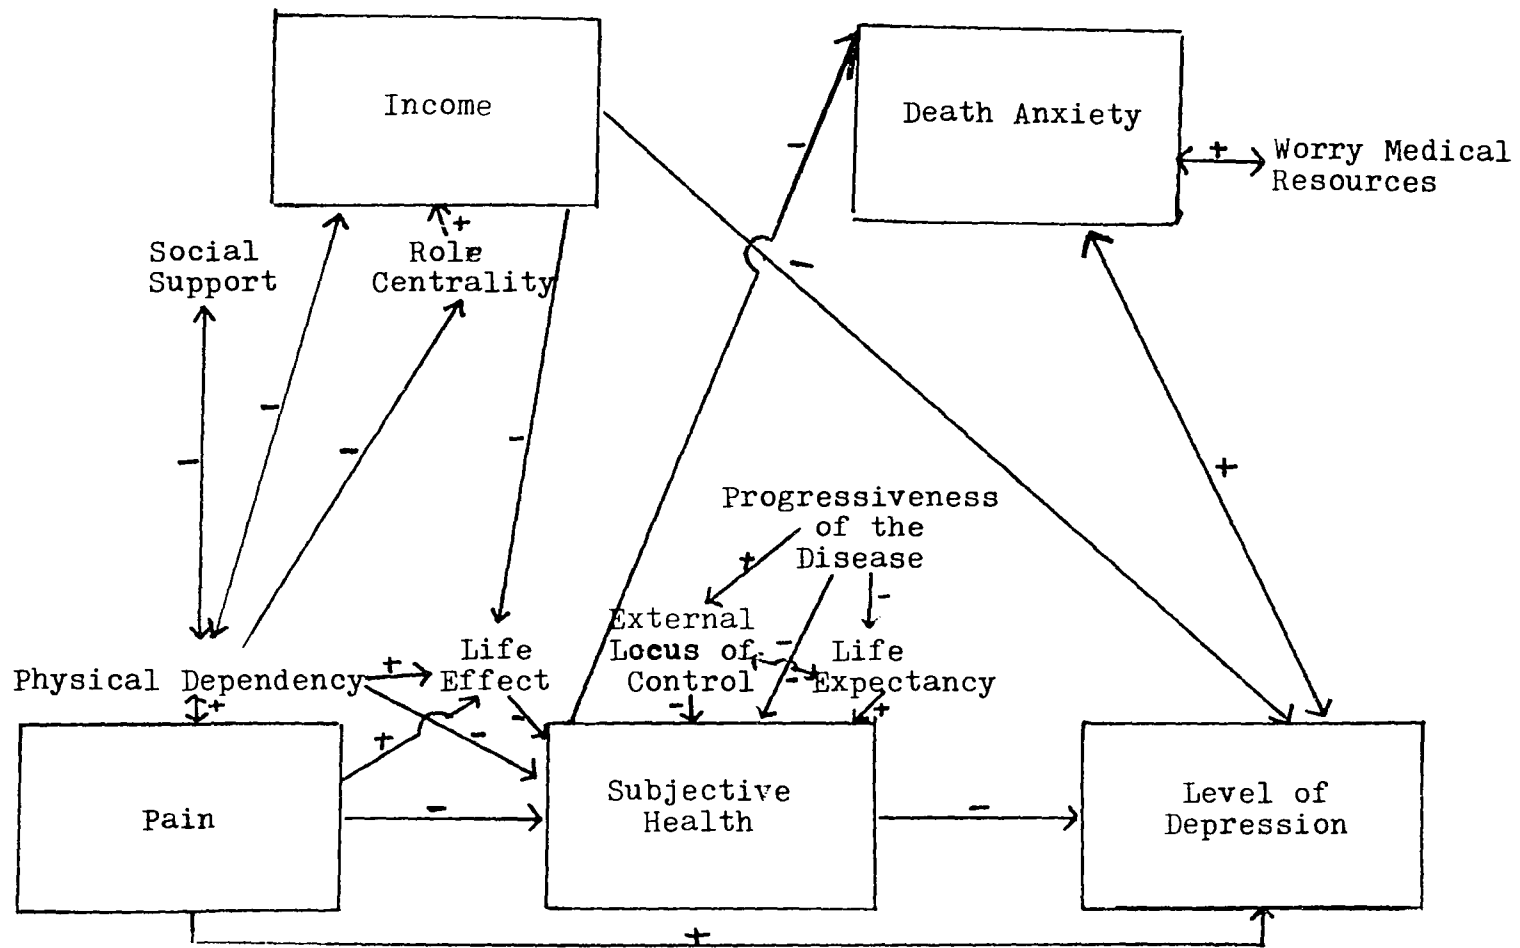 Income
Death Anxiety
-
+
Worry Medical
Resources
+
Social
Support
Role
Centrality
-
-
-
-
-
+
Progressiveness
of the
Disease
+
-
External
Locus of
Control
-
-
Life
Expectancy
Life
Effect
Physical Dependency
+
+
-
-
+
+
-
Pain
-
Subjective
Health
-
Level of
Depression
+